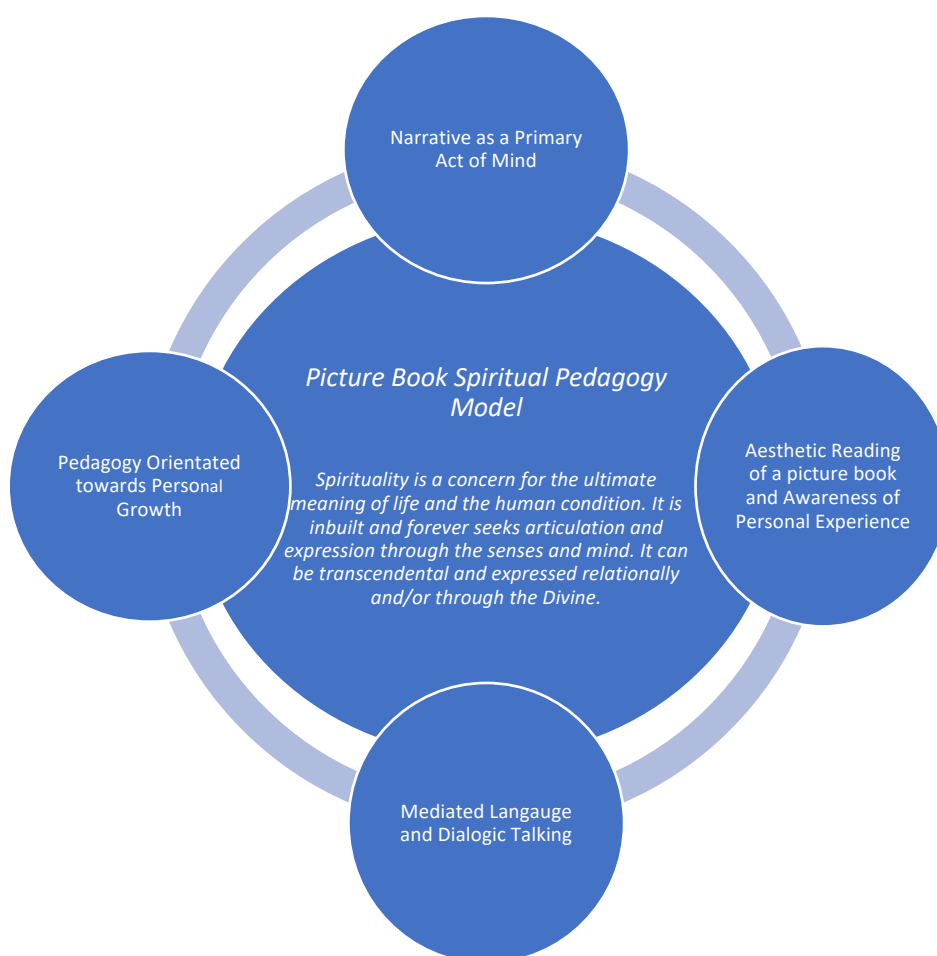 Narrative as a Primary
Act of Mind
Picture Book Spiritual Pedagogy
Model
Spirituality is a concern for the ultimate
meaning of life and the human condition. It is
inbuilt and forever seeks articulation and
expression through the senses and mind. It can
be transcendental and expressed relationally
and/or through the Divine.
Pedagogy Orientated
towards Personal
Growth
Aesthetic Reading
of a picture book
and Awareness of
Personal Experience
Mediated Langauge
and Dialogic Talking